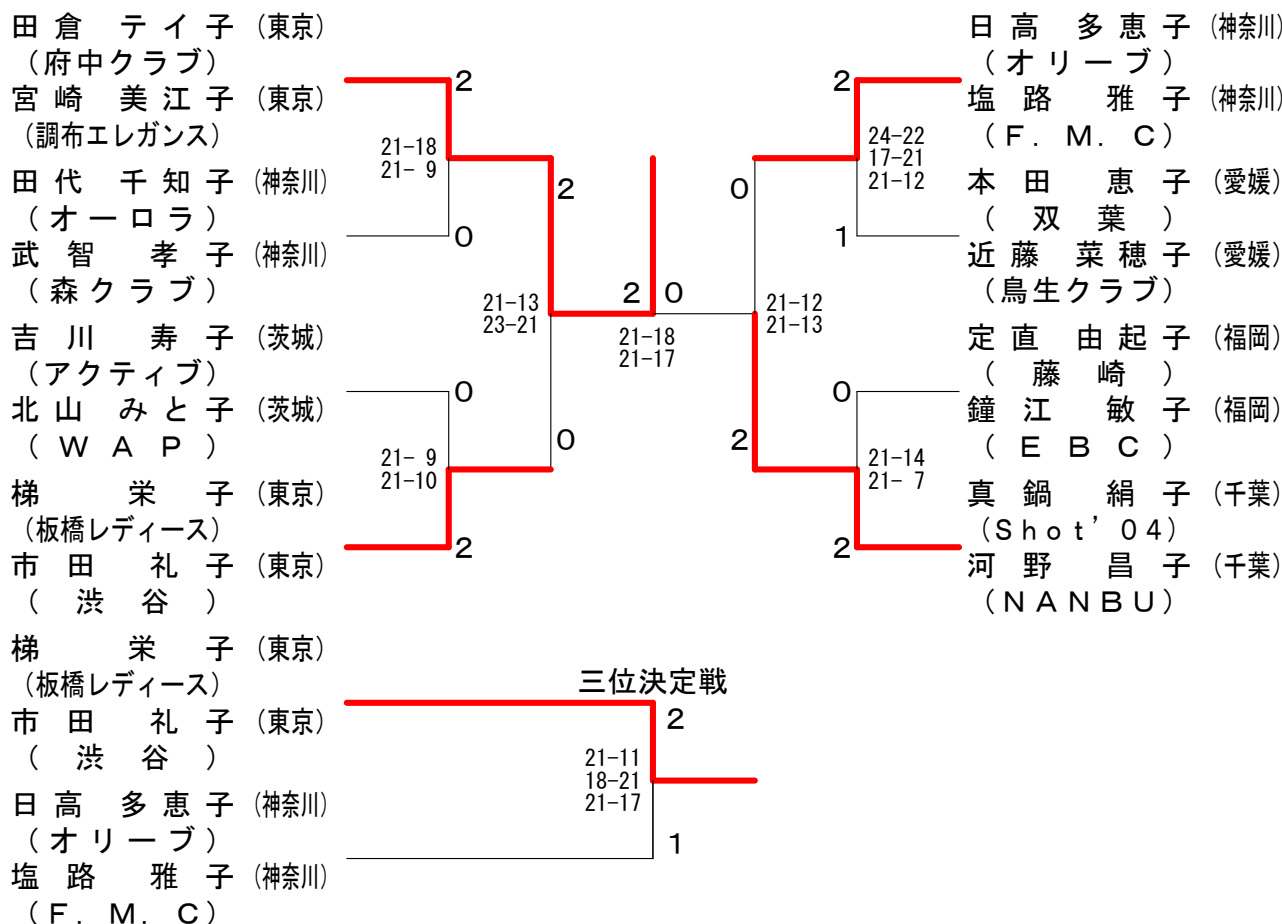 田倉 テイ子 (東京)
(府中クラブ)
宮崎 美江子 (東京)
(調布エレガンス)
田代 千知子 (神奈川)
(オーロラ)
武智 孝子 (神奈川)
(森クラブ)
吉川 寿子 (茨城)
(アクティブ)
北山 みと子 (茨城)
(WAP)
梯 栄子 (東京)
(板橋レディース)
市田 礼子 (東京)
(渋谷)
2
21-18
21- 9
0
0
21- 9
21-10
2
2
21-13
23-21
0
2 0
21-18
21-17
0
21-12
21-13
2
2
24-22
17-21
21-12
1
0
21-14
21- 7
2
日高 多恵子 (神奈川)
(オリーブ)
塩路 雅子 (神奈川)
(F. M. C)
本田 恵子 (愛媛)
(双葉)
近藤 菜穂子 (愛媛)
(鳥生クラブ)
定直 由起子 (福岡)
(藤崎)
鐘江 敏子 (福岡)
(EBC)
真鍋 絹子 (千葉)
(Shot’04)
河野 昌子 (千葉)
(NANBU)
三位決定戦
梯 栄子 (東京)
(板橋レディース)
市田 礼子 (東京)
(渋谷)
日高 多恵子 (神奈川)
(オリーブ)
塩路 雅子 (神奈川)
(F. M. C)
2
21-11
18-21
21-17
1